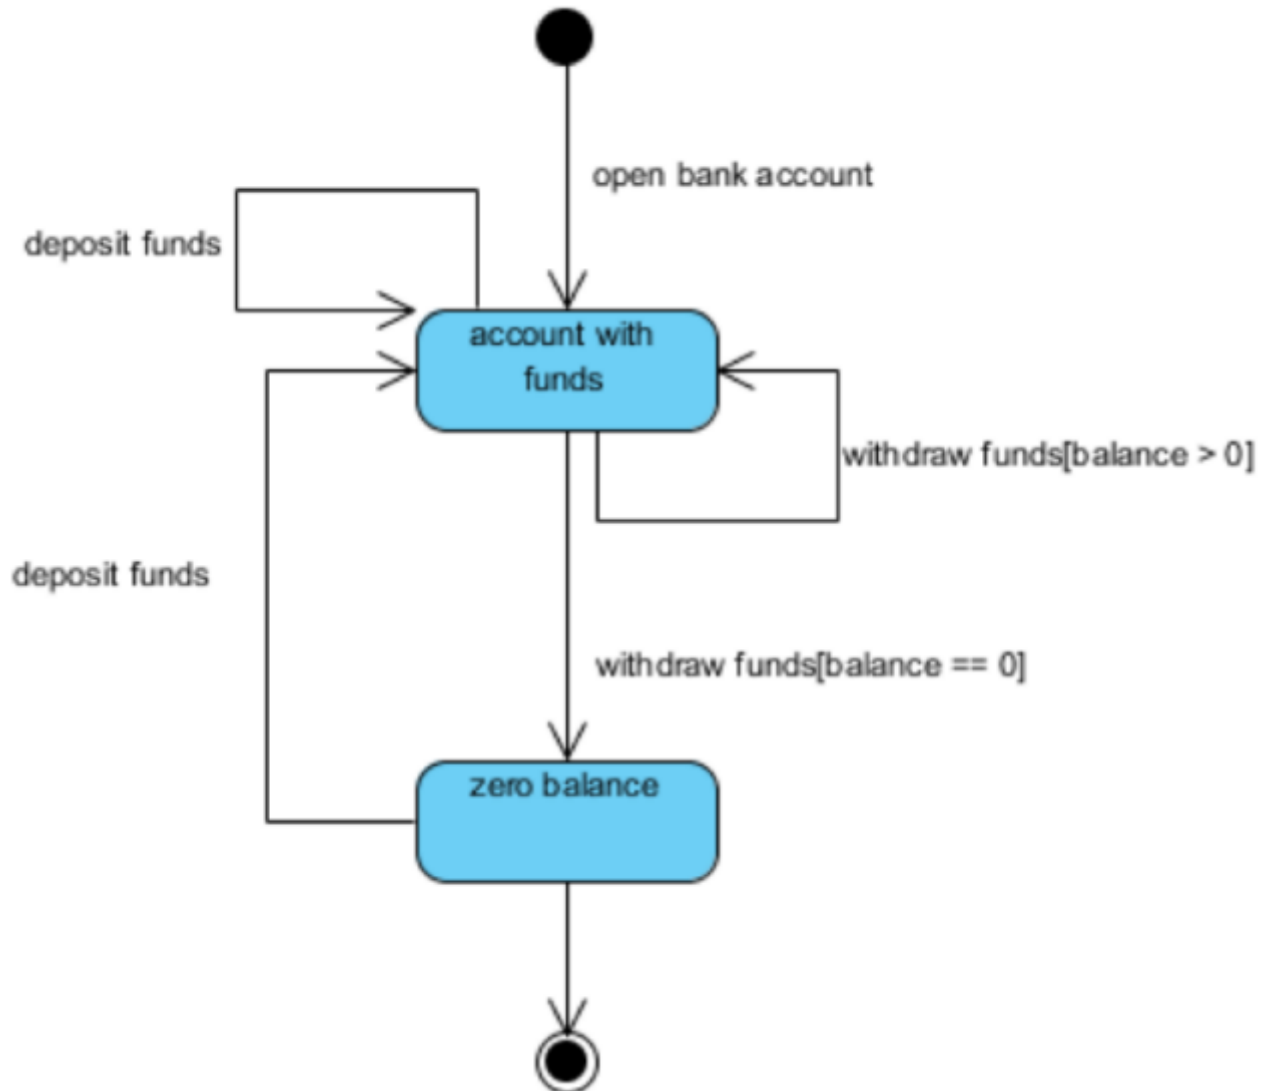 open bank account
deposit funds
account with
funds
withdraw funds[balance > 0]
deposit funds
withdraw funds[balance == 0]
zero balance